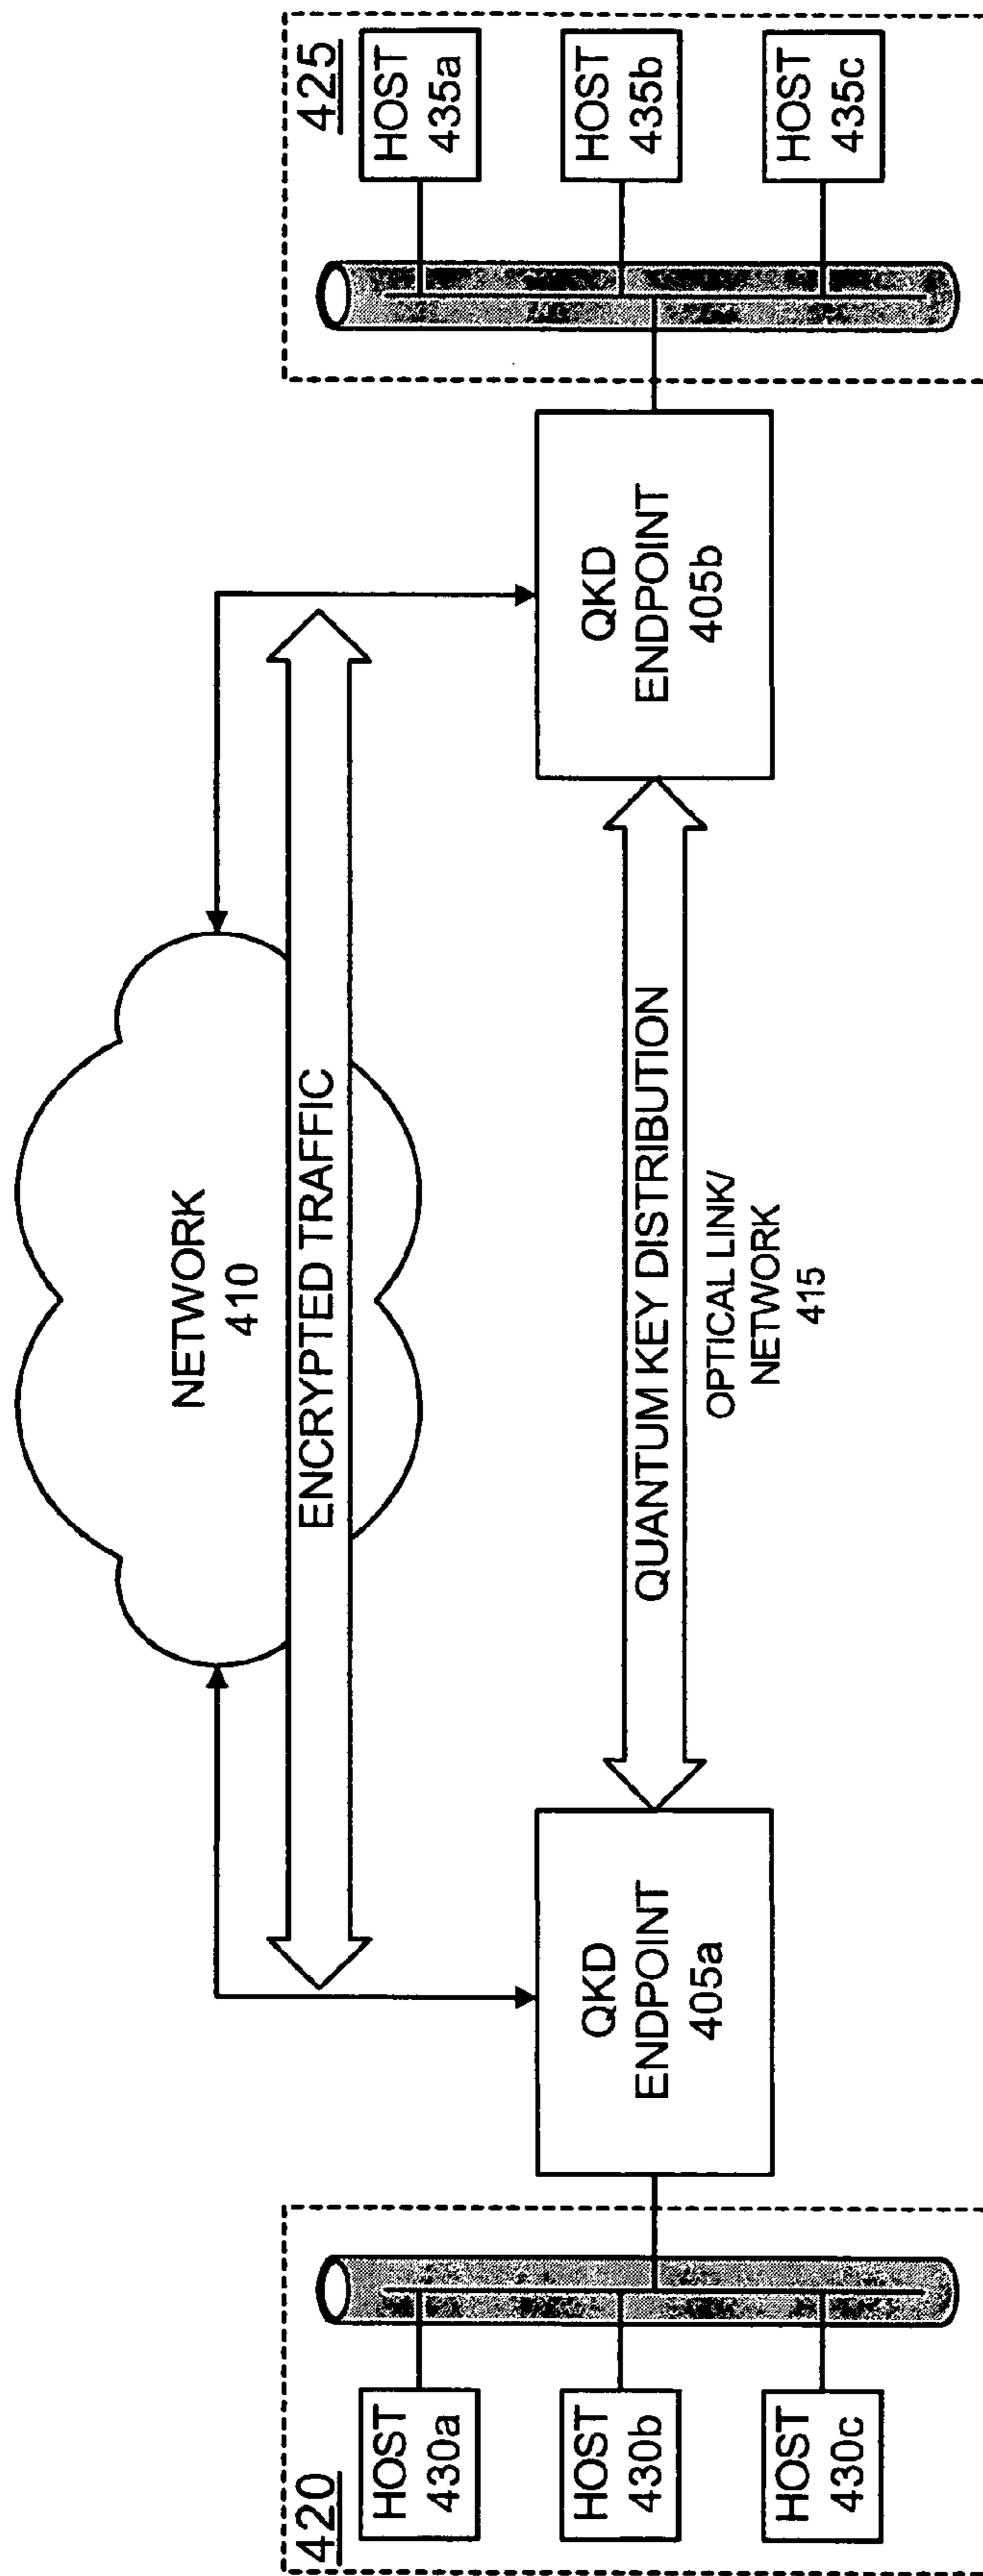 NETWORK
410
ENCRYPTED TRAFFIC
420
HOST
430a
HOST
430b
HOST
430c
QKD
ENDPOINT
405a
QUANTUM KEY DISTRIBUTION
OPTICAL LINK/
NETWORK
415
QKD
ENDPOINT
405b
425
HOST
435a
HOST
435b
HOST
435c